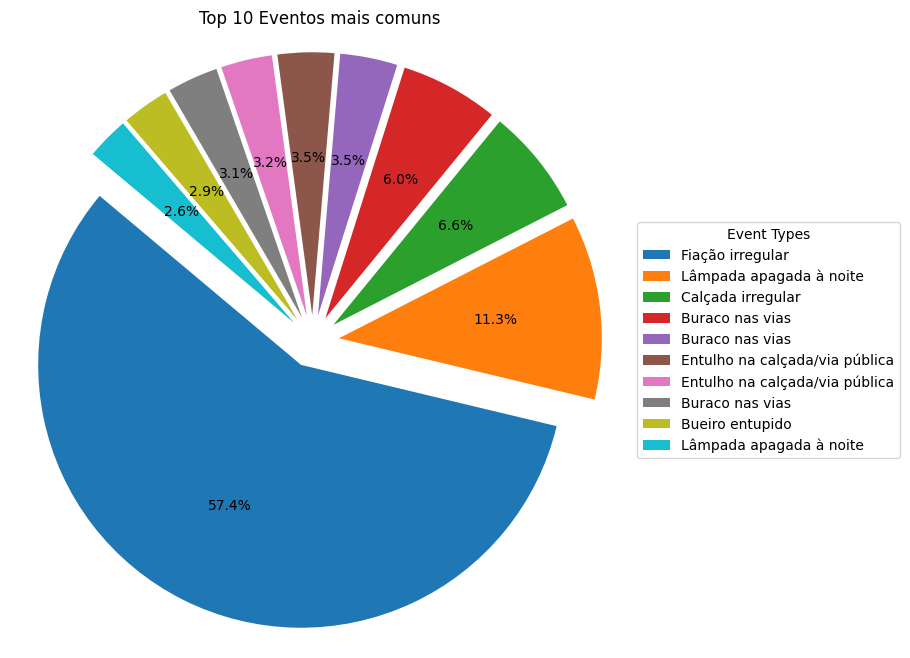 Top 10 Eventos mais comuns
3.5%
3.5%
3.2%
3.1%
6.0%
2.9%
2.6%
6.6%
11.3%
57.4%
Event Types
Fiação irregular
Lâmpada apagada à noite
Calçada irregular
Buraco nas vias
Buraco nas vias
Entulho na calçada/via pública
Entulho na calçada/via pública
Buraco nas vias
Bueiro entupido
Lâmpada apagada à noite